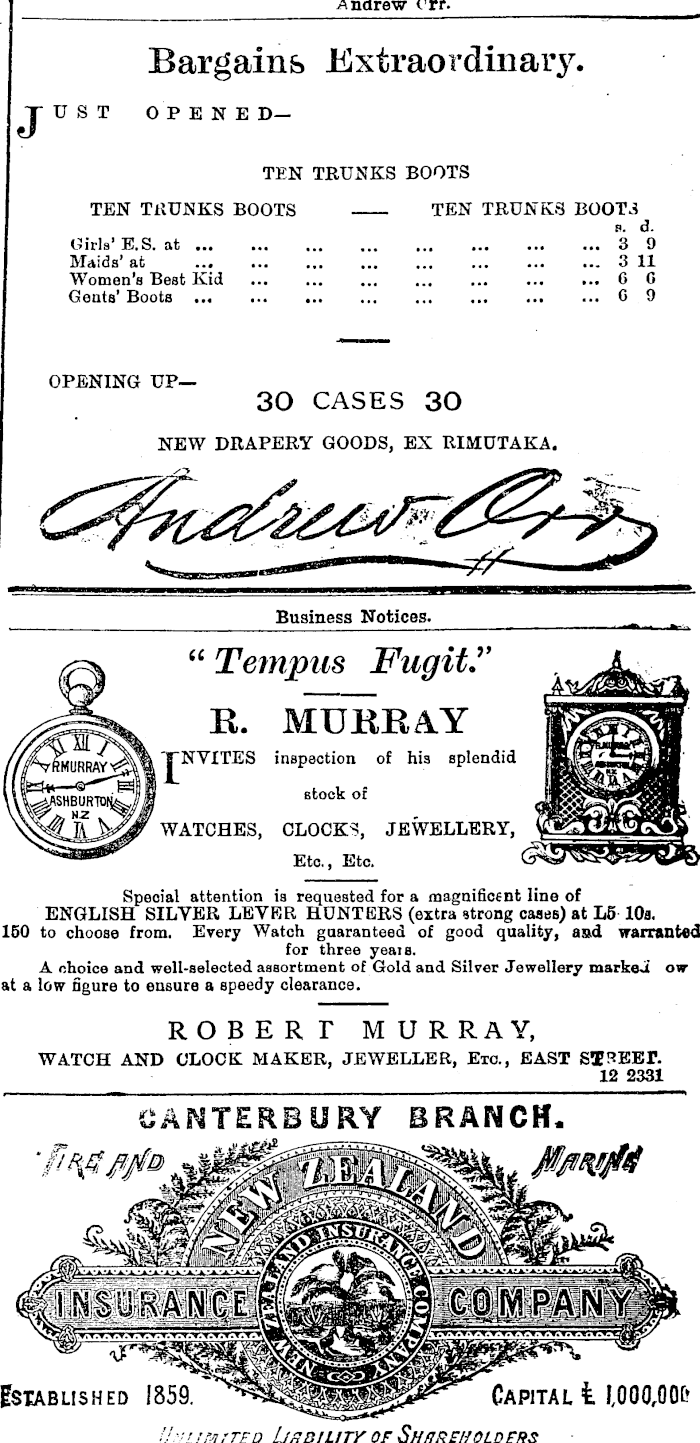 Andrew Orr.
Bargains Extraordinary.
JUST OPENED—
TEN TRUNKS BOOTS
TEN TRUNKS BOOTS — TEN TRUNKS BOOTS
s. d.
Girls' E.S. at ... ... ... ... ... ... ... ... 3 9
Maids' at ... ... ... ... ... ... ... ... 3 11
Women's Best Kid ... ... ... ... ... ... ... 6 6
Gents' Boots ... ... ... ... ... ... ... ... 6 9
OPENING UP—
30 CASES 30
NEW DRAPERY GOODS, EX RIMUTAKA.
Andrew Orr
Business Notices.
"Tempus Fugit."
R. MURRAY
R. MURRAY
ASHBURTON
N.Z
INVITES inspection of his splendid
stock of
WATCHES, CLOCKS, JEWELLERY,
Etc., Etc.
Special attention is requested for a magnificent line of
ENGLISH SILVER LEVER HUNTERS (extra strong cases) at L5 10s.
150 to choose from. Every Watch guaranteed of good quality, and warranted
for three years.
A choice and well-selected assortment of Gold and Silver Jewellery marked ow
at a low figure to ensure a speedy clearance.
ROBERT MURRAY,
WATCH AND CLOCK MAKER, JEWELLER, ETC., EAST STREET.
12 2331
CANTERBURY BRANCH.
FIRE AND MARINE
NEW ZEALAND
INSURANCE COMPANY
NEW ZEALAND INSURANCE COMPANY
ESTABLISHED 1859. CAPITAL £1,000,000
UNLIMITED LIABILITY OF SHAREHOLDERS